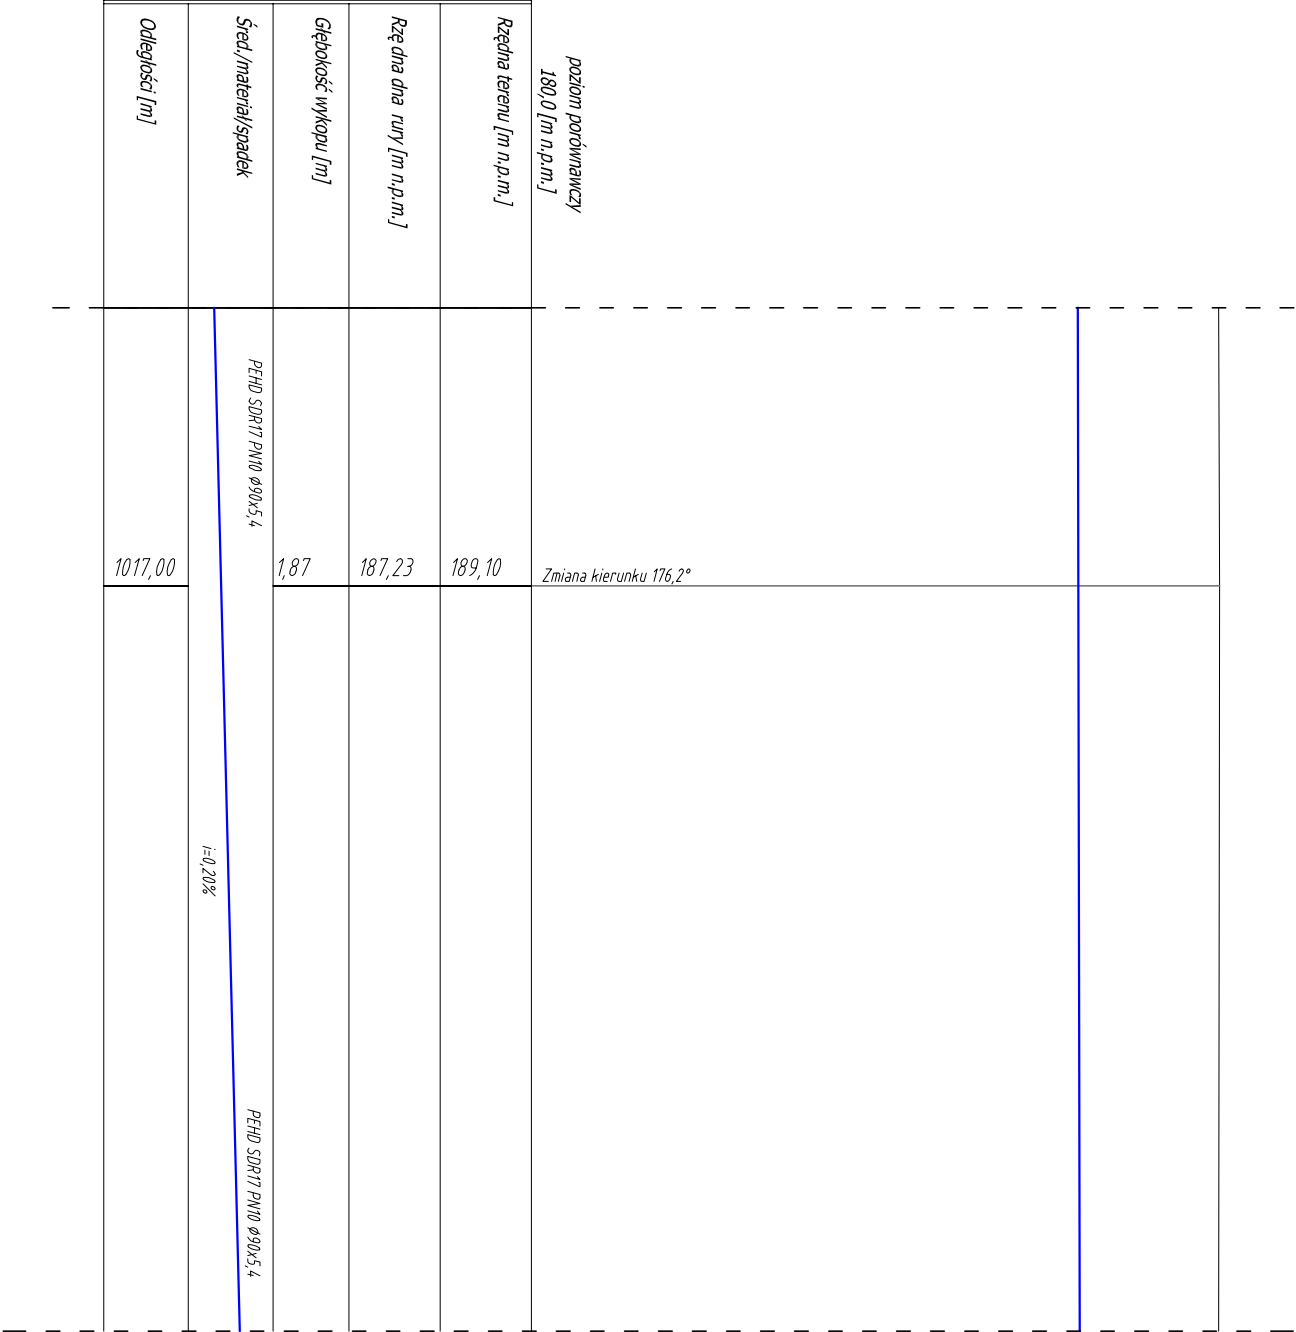 poziom porównawczy
180,0 [m n.p.m.]
Rzędna terenu [m n.p.m.]
Rzę dna dna rury [m n.p.m.]
Głębokość wykopu [m]
Śred./materiał/spadek
Odległości [m]
PEHD SDR17 PN10 Ø90x5,4
1017,00
1,87
187,23
189,10
Zmiana kierunku 176,2°
i=0,20%
PEHD SDR17 PN10 Ø90x5,4